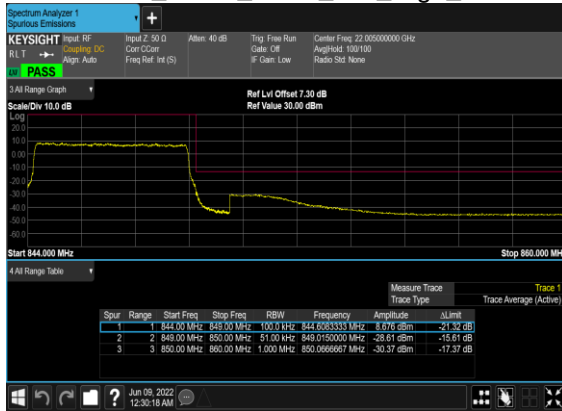 Spectrum Analyzer 1
Spurious Emissions
KEYSIGHT
RLT
Input: RF
Coupling: DC
Align: Auto
Input Z: 50 Ω
Corr CCorr
Freq Ref: Int (S)
Atten: 40 dB
Trig: Free Run
Gate: Off
IF Gain: Low
Center Freq: 22.005000000 GHz
Avg|Hold: 100/100
Radio Std: None
PASS
3 All Range Graph
Scale/Div 10.0 dB
Ref Lvl Offset 7.30 dB
Ref Value 30.00 dBm
Log
20.0
10.0
0.00
-10.0
-20.0
-30.0
-40.0
-50.0
-60.0
Start 844.000 MHz
Stop 860.000 MHz
4 All Range Table
Measure Trace Trace 1
Trace Type Trace Average (Active)
Spur Range Start Freq Stop Freq RBW Frequency Amplitude ΔLimit
1 1 844.00 MHz 849.00 MHz 100.0 kHz 844.6083333 MHz 8.676 dBm -21.32 dB
2 2 849.00 MHz 850.00 MHz 51.00 kHz 849.0150000 MHz -28.61 dBm -15.61 dB
3 3 850.00 MHz 860.00 MHz 1.000 MHz 850.0666667 MHz -30.37 dBm -17.37 dB
?
Jun 09, 2022
12:30:18 AM